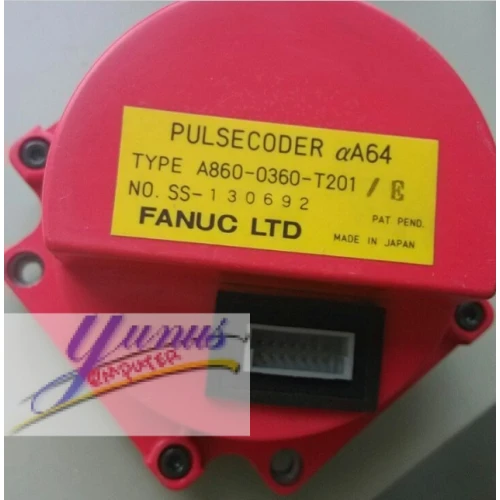 PULSECODER αA64
TYPE A860-0360-T201 / E
NO. SS-130692
PAT PEND.
FANUC LTD
MADE IN JAPAN
Yunus
COMPUTER